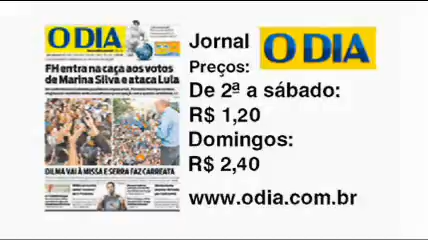 O DIA
FH entra na caça aos votos
de Marina Silva e ataca Lula
DILMA VAI À MISSA E SERRA FAZ CARREATA
Jornal O DIA
Preços:
De 2ª a sábado:
R$ 1,20
Domingos:
R$ 2,40
www.odia.com.br